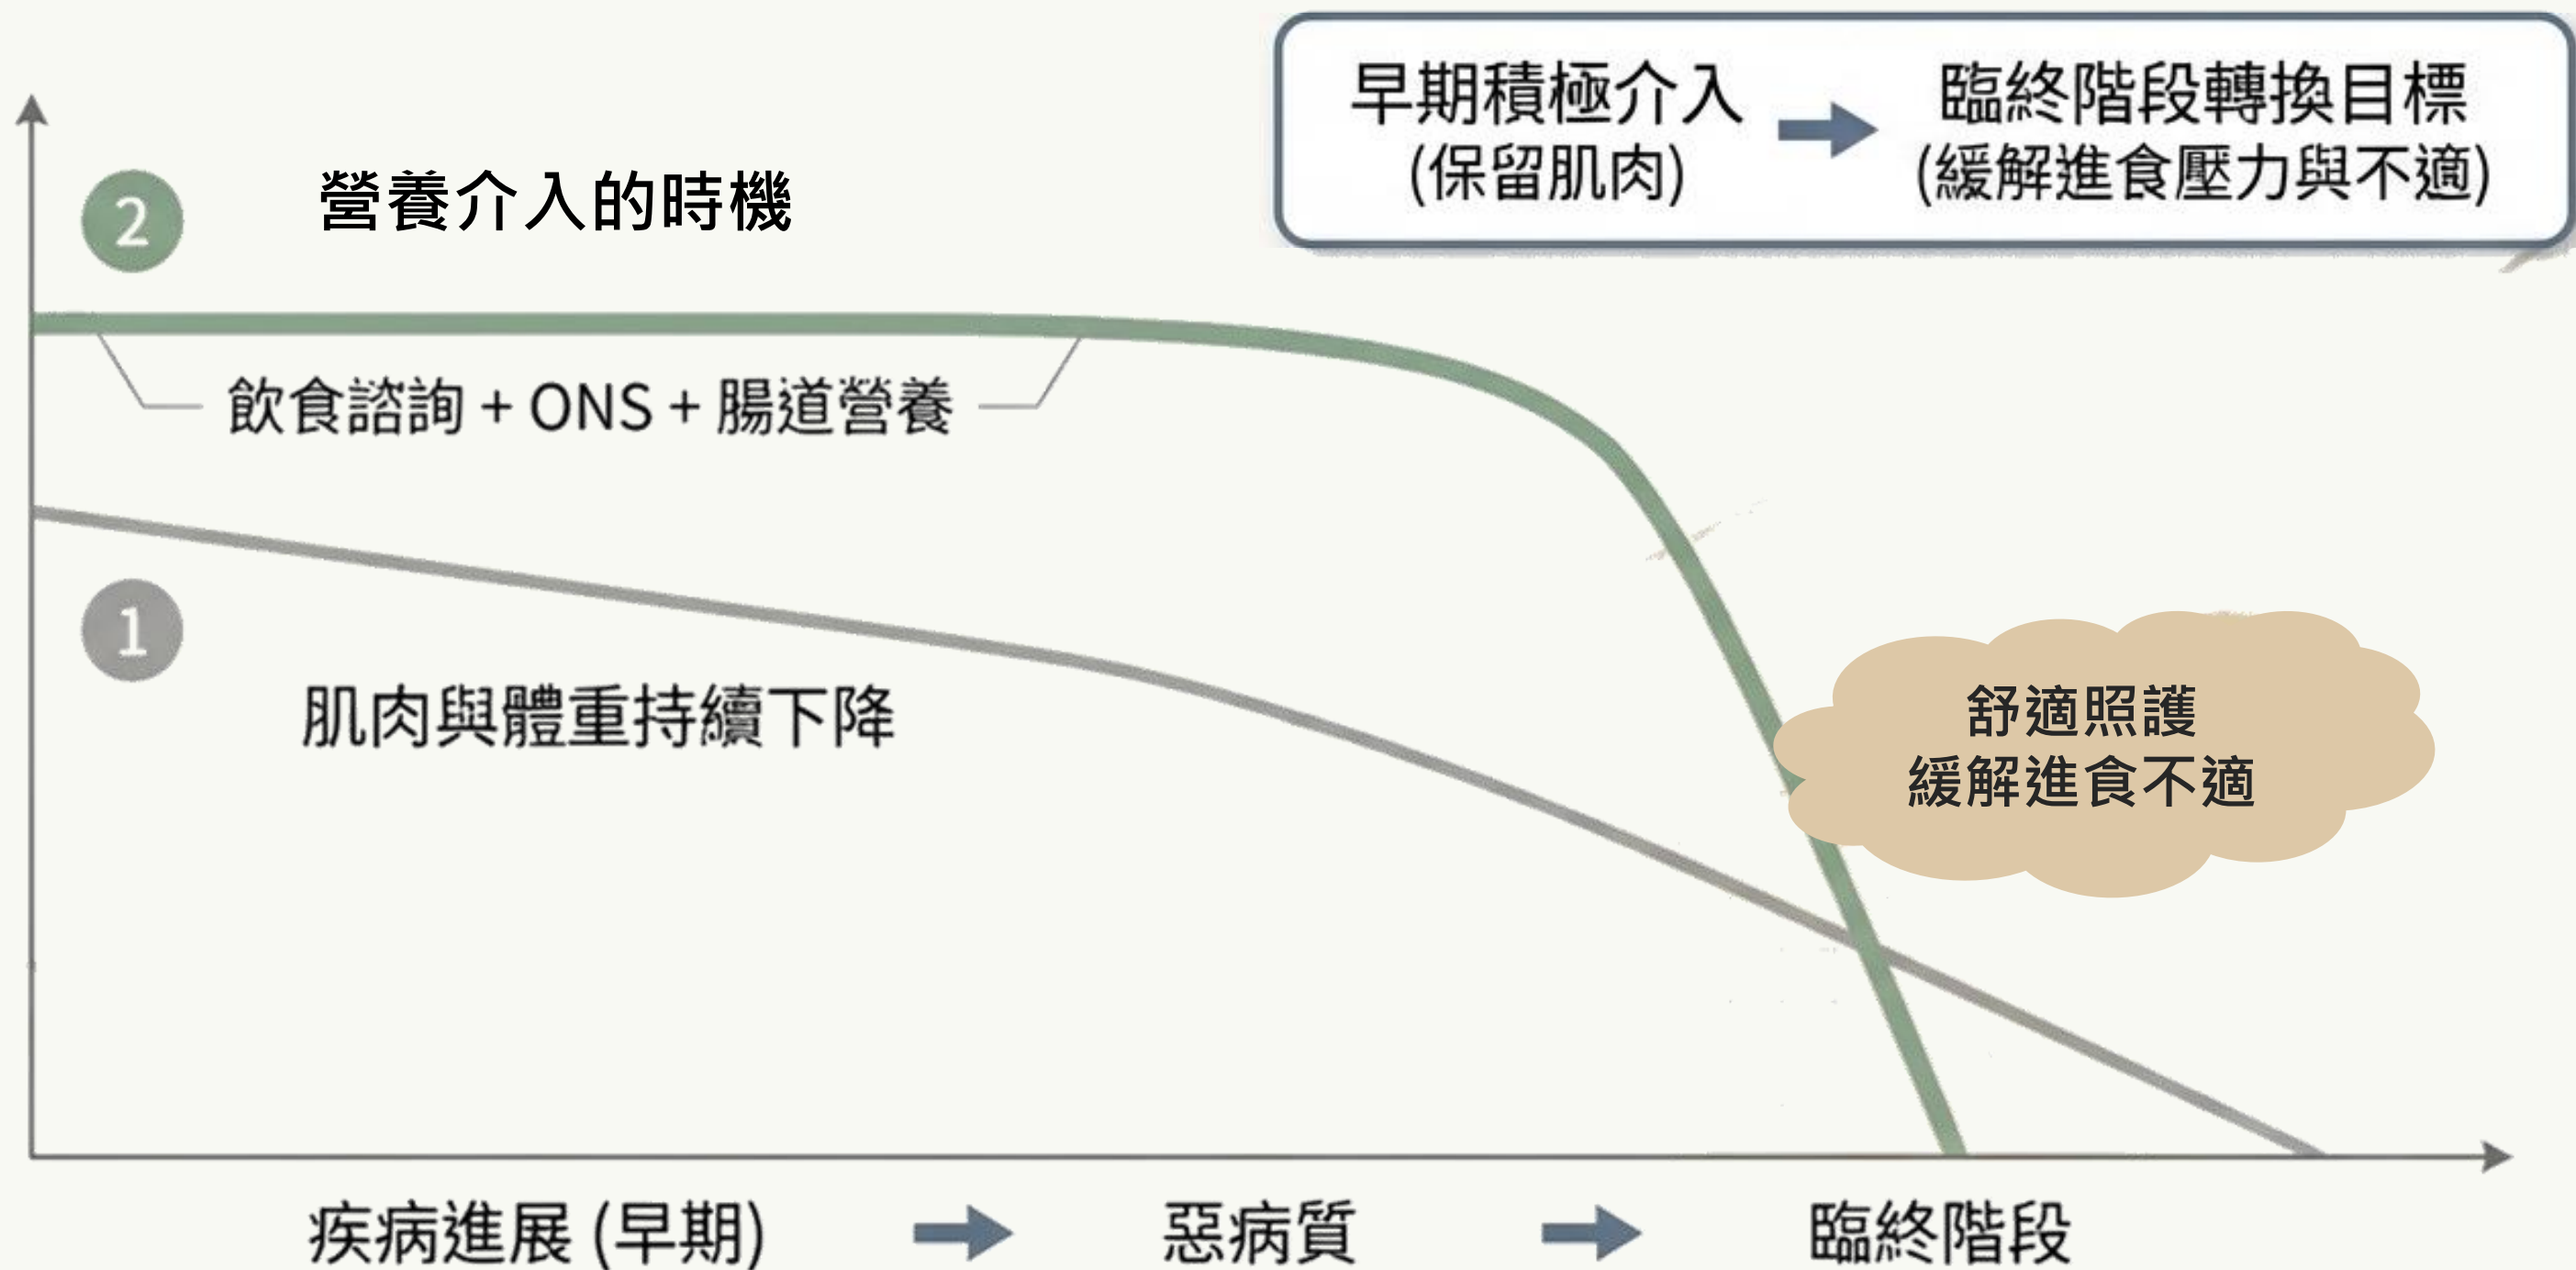 早期積極介入
(保留肌肉)
臨終階段轉換目標
(緩解進食壓力與不適)
2
營養介入的時機
飲食諮詢 + ONS + 腸道營養
1
肌肉與體重持續下降
舒適照護
緩解進食不適
疾病進展 (早期)
惡病質
臨終階段